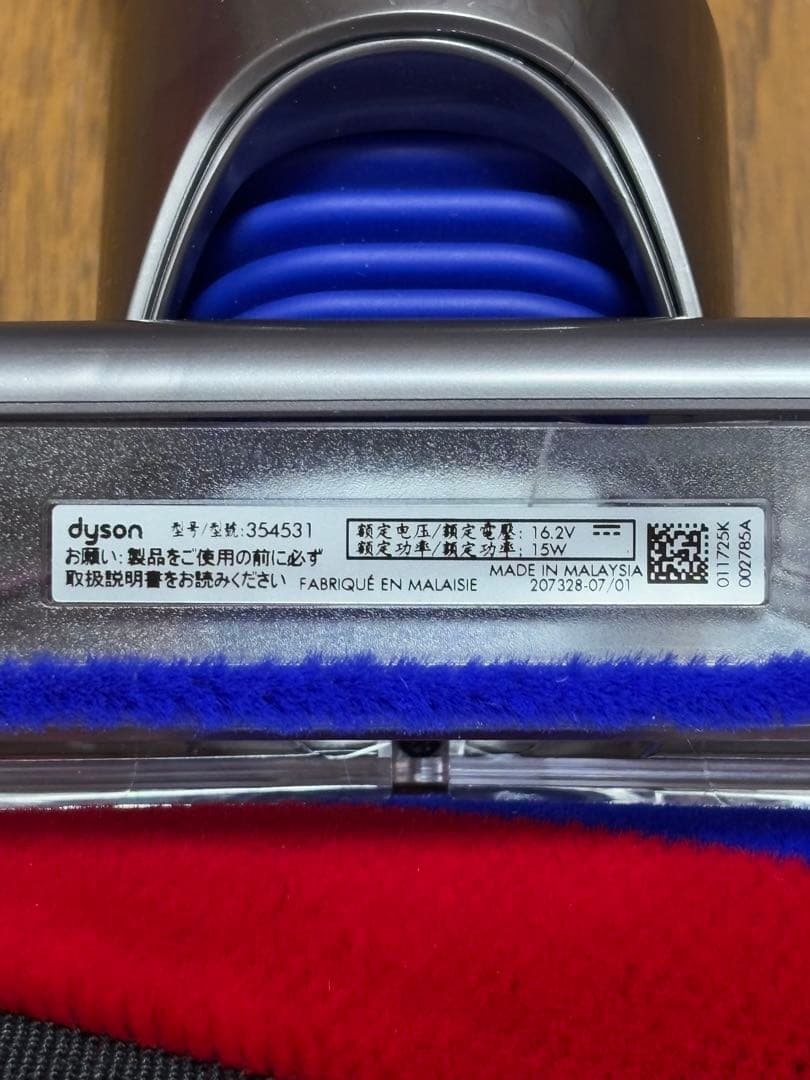 dyson 型号/型號:354531
お願い:製品をご使用の前に必ず
取扱説明書をお読みください
FABRIQUÉ EN MALAISIE
额定电压/額定電壓: 16.2V
额定功率/額定功率: 15W
MADE IN MALAYSIA
207328-07/01
011725K
002785A